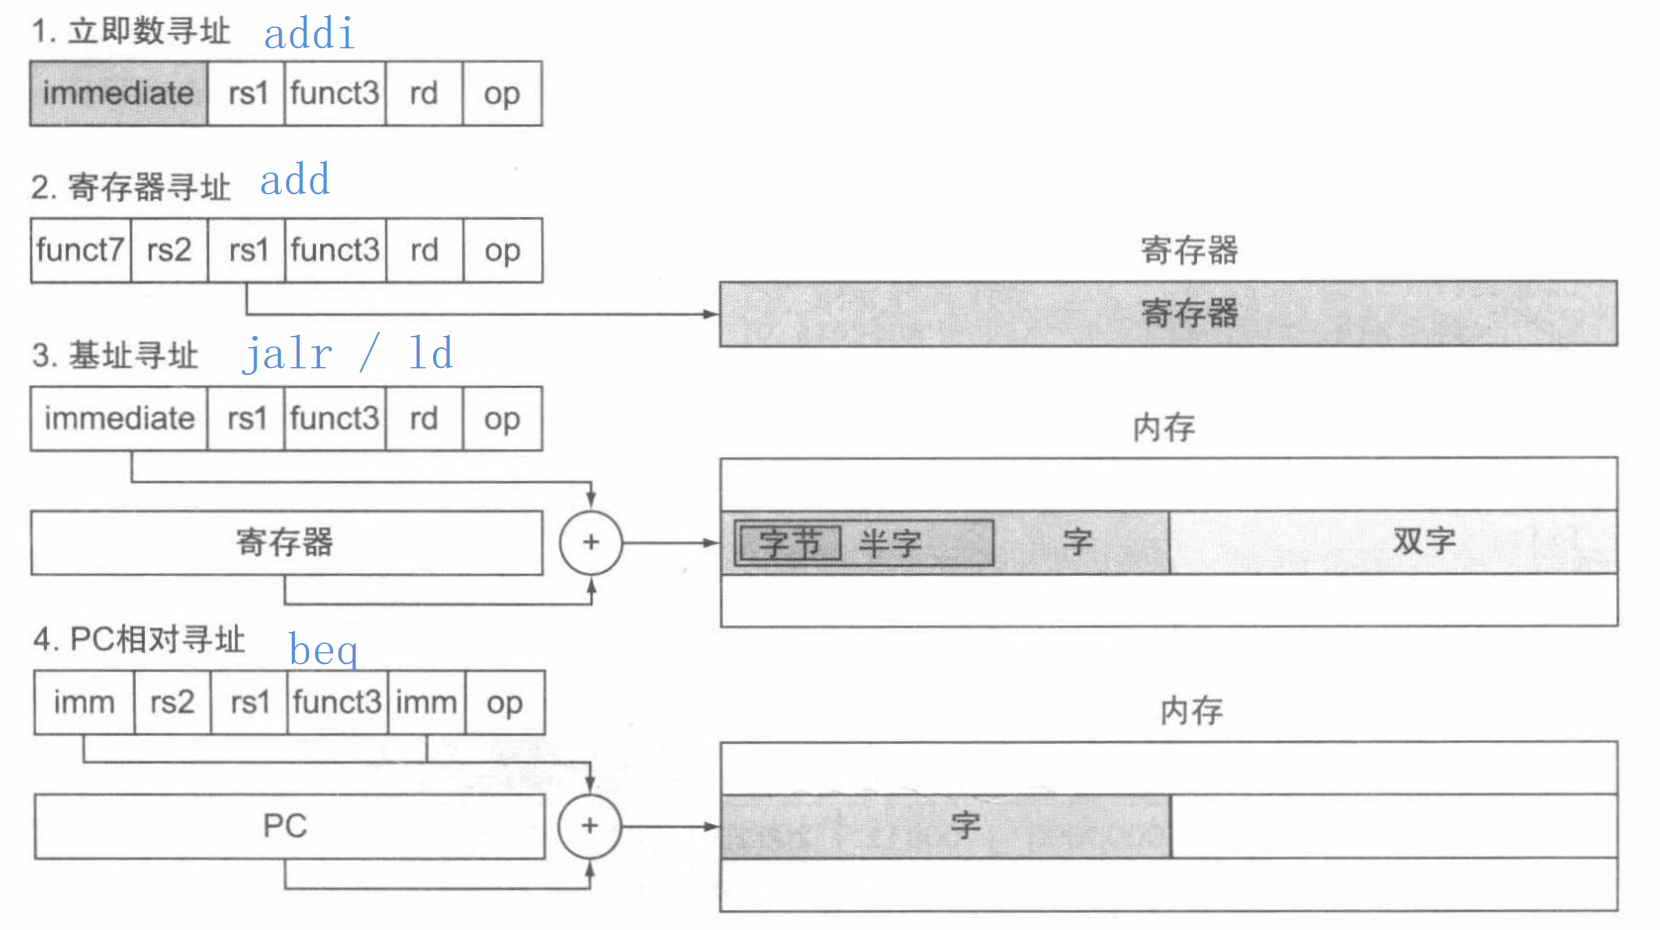 1. 立即数寻址 addi
immediate rs1 funct3 rd op
2. 寄存器寻址 add
funct7 rs2 rs1 funct3 rd op
寄存器
寄存器
3. 基址寻址 jalr / ld
immediate rs1 funct3 rd op
内存
寄存器 + 字节 半字 字 双字
4. PC相对寻址 beq
imm rs2 rs1 funct3 imm op
内存
PC + 字